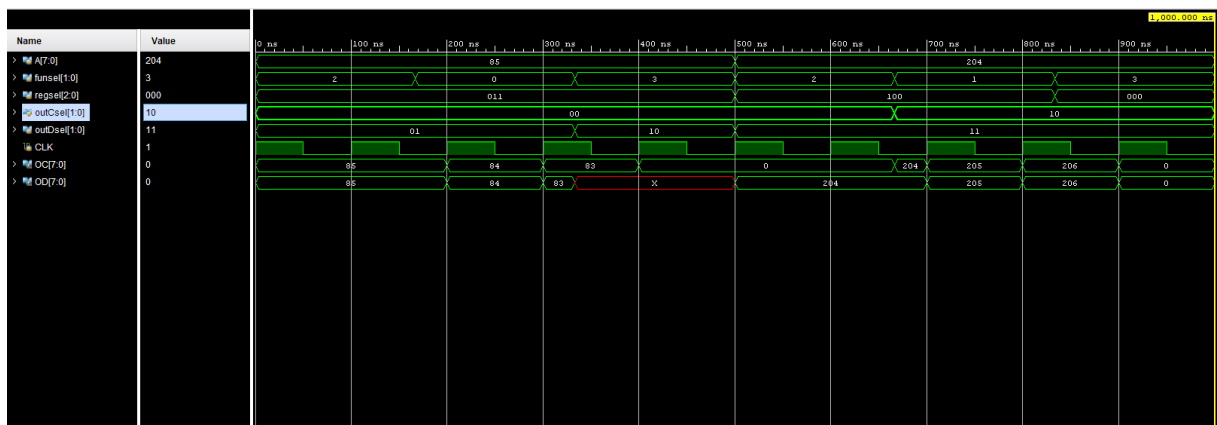 1,000.000 ns
Name Value 0 ns 100 ns 200 ns 300 ns 400 ns 500 ns 600 ns 700 ns 800 ns 900 ns
> A[7:0] 204 85 204
> funsel[1:0] 3 2 0 3 2 1 3
> regsel[2:0] 000 011 100 000
> outCsel[1:0] 10 00 10
> outDsel[1:0] 11 01 10 11
CLK 1
> OC[7:0] 0 85 84 83 0 204 205 206 0
> OD[7:0] 0 85 84 83 X 204 205 206 0